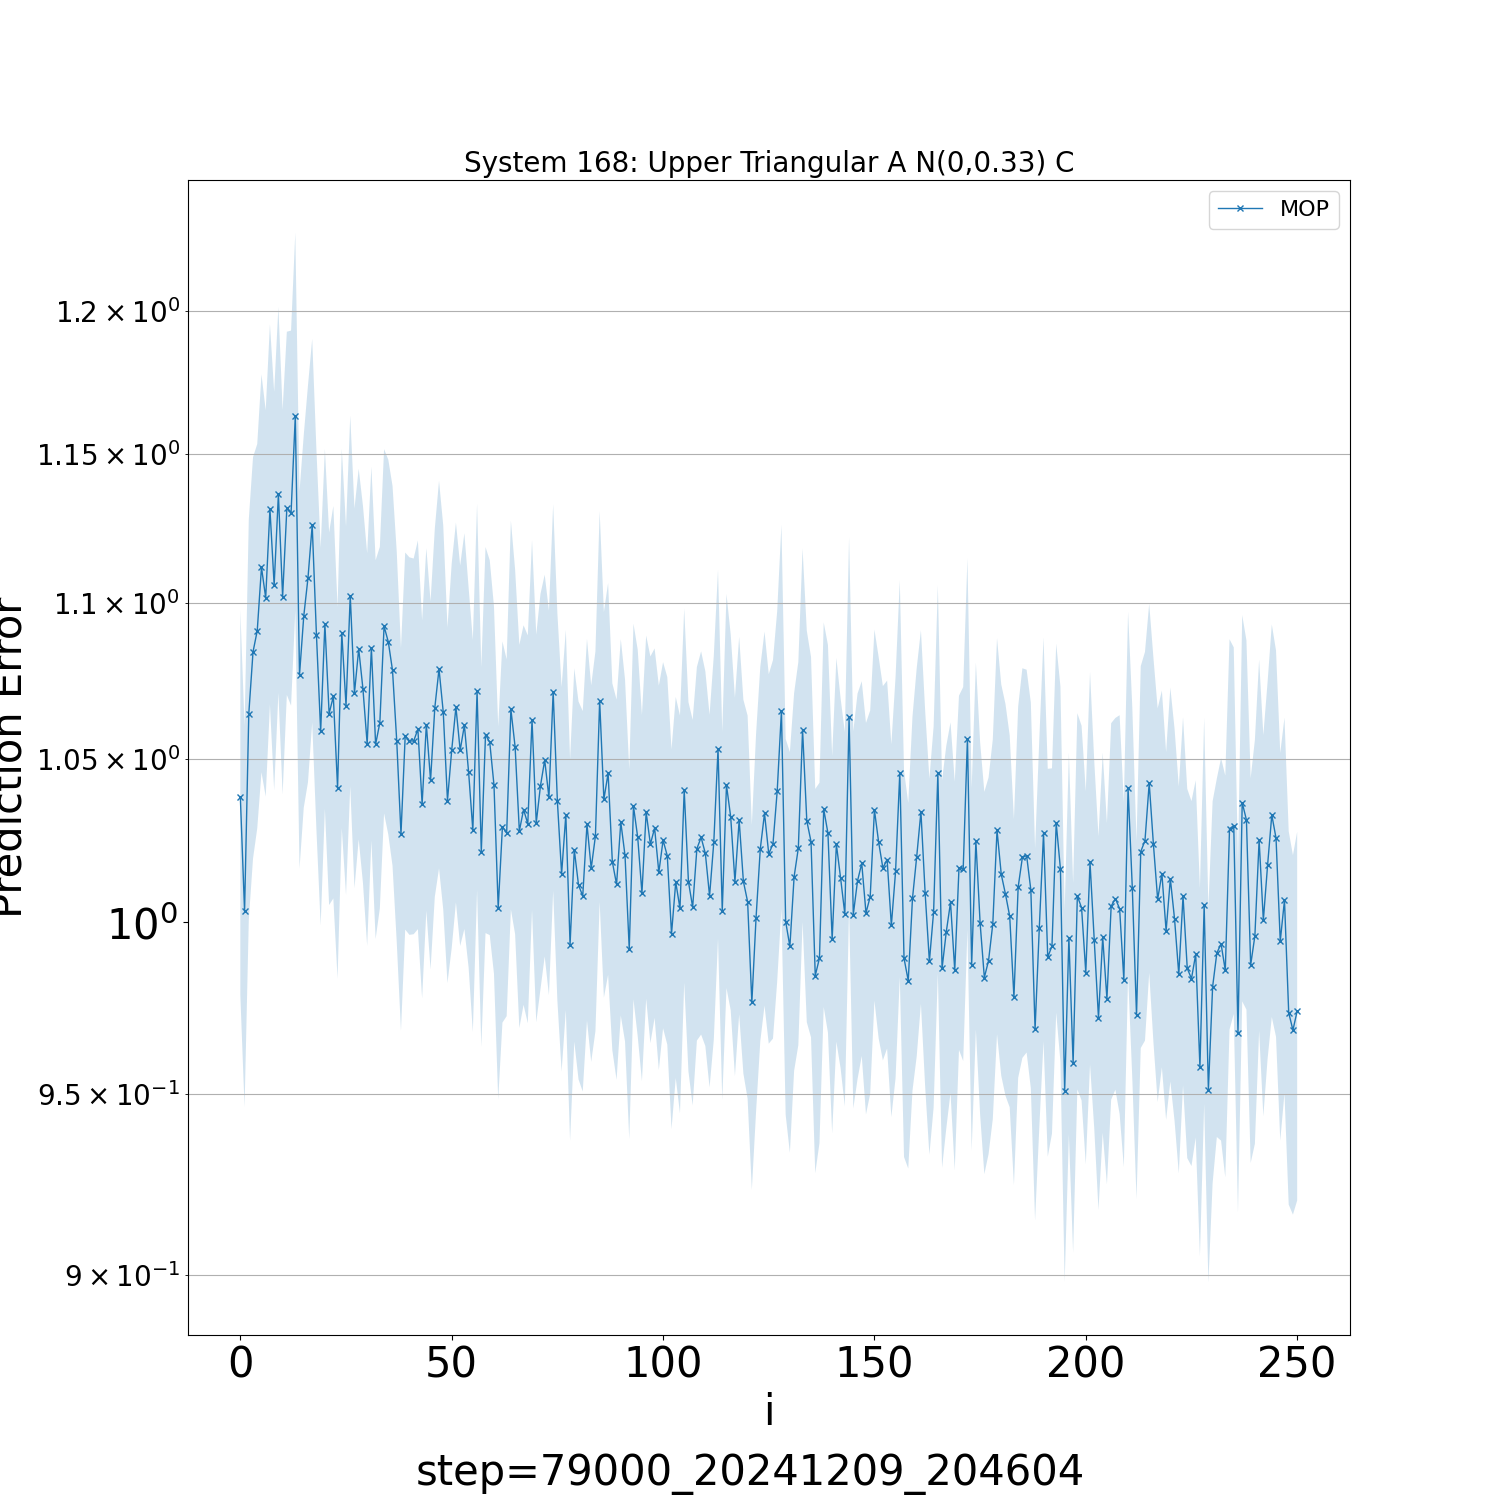 System 168: Upper Triangular A N(0,0.33) C
MOP
1.2 × 10⁰
1.15 × 10⁰
1.1 × 10⁰
1.05 × 10⁰
10⁰
9.5 × 10⁻¹
9 × 10⁻¹
Prediction Error
0 50 100 150 200 250
i
step=79000_20241209_204604